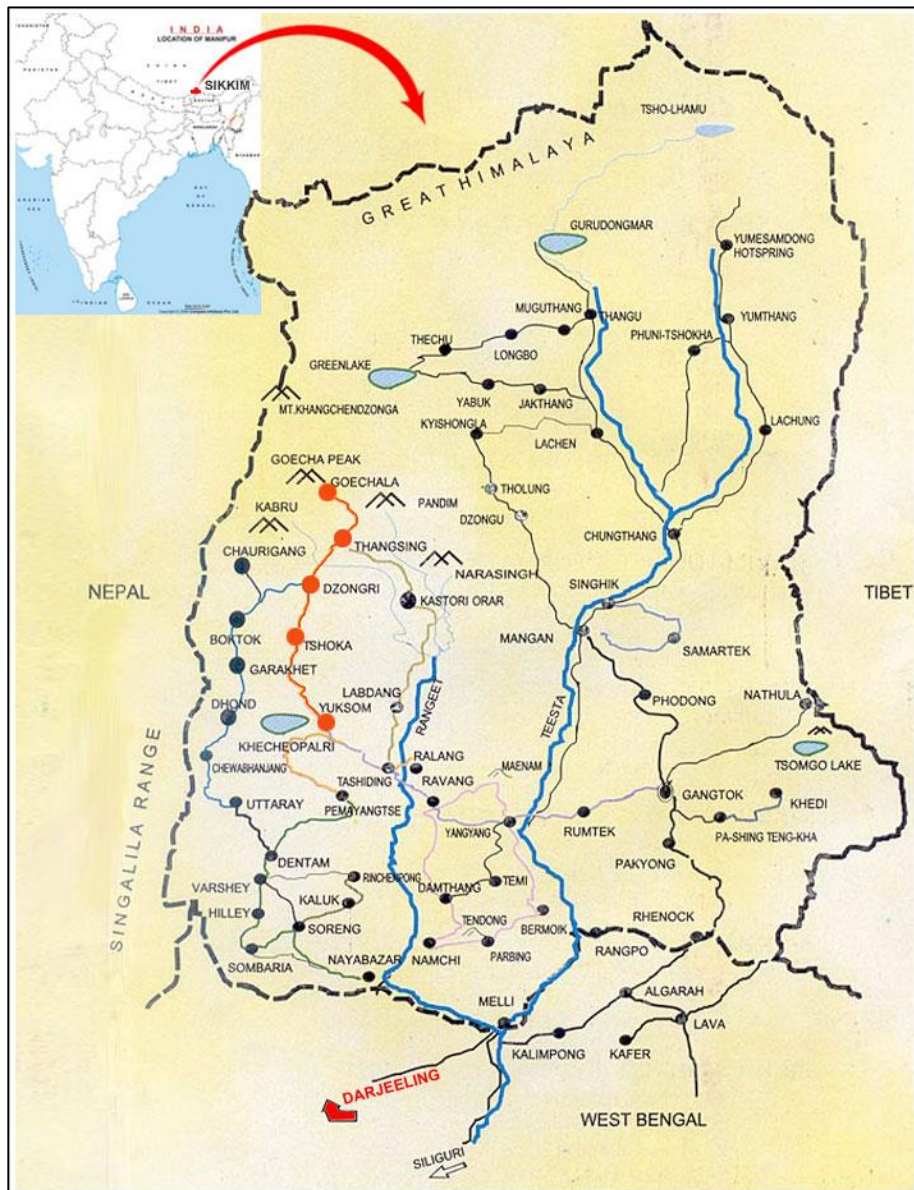 INDIA
LOCATION OF MANIPUR
SIKKIM
TSHO-LHAMU
GREAT HIMALAYA
GURUDONGMAR
YUMESAMDONG
HOTSPRING
MUGUTHANG
THANGU
YUMTHANG
THECHU
LONGBO
PHUNI-TSHOKHA
GREENLAKE
YABUK
JAKTHANG
MT.KHANGCHENDZONGA
KYISHONGLA
LACHEN
LACHUNG
GOECHA PEAK
GOECHALA
THOLUNG
KABRU
PANDIM
DZONGU
CHUNGTHANG
THANGSING
CHAURIGANG
NARASINGH
NEPAL
DZONGRI
KASTORI ORAR
SINGHIK
TIBET
BOKTOK
TSHOKA
MANGAN
SAMARTEK
GARAKHET
LABDANG
RANGEET
PHODONG
NATHULA
DHOND
YUKSOM
TEESTA
KHECHEOPALRI
RALANG
MAENAM
TSOMGO LAKE
CHEWABHANJANG
TASHIDING
RAVANG
GANGTOK
KHEDI
UTTARAY
PEMAYANGTSE
YANGYANG
RUMTEK
PA-SHING TENG-KHA
SINGALILA RANGE
DENTAM
PAKYONG
VARSHEY
RINCHENPONG
DAMTHANG
TEMI
HILLEY
KALUK
SORENG
TENDONG
BERMOIK
RHENOCK
SOMBARIA
NAYABAZAR
NAMCHI
PARBING
RANGPO
MELLI
ALGARAH
LAVA
KALIMPONG
KAFER
DARJEELING
WEST BENGAL
SILIGURI